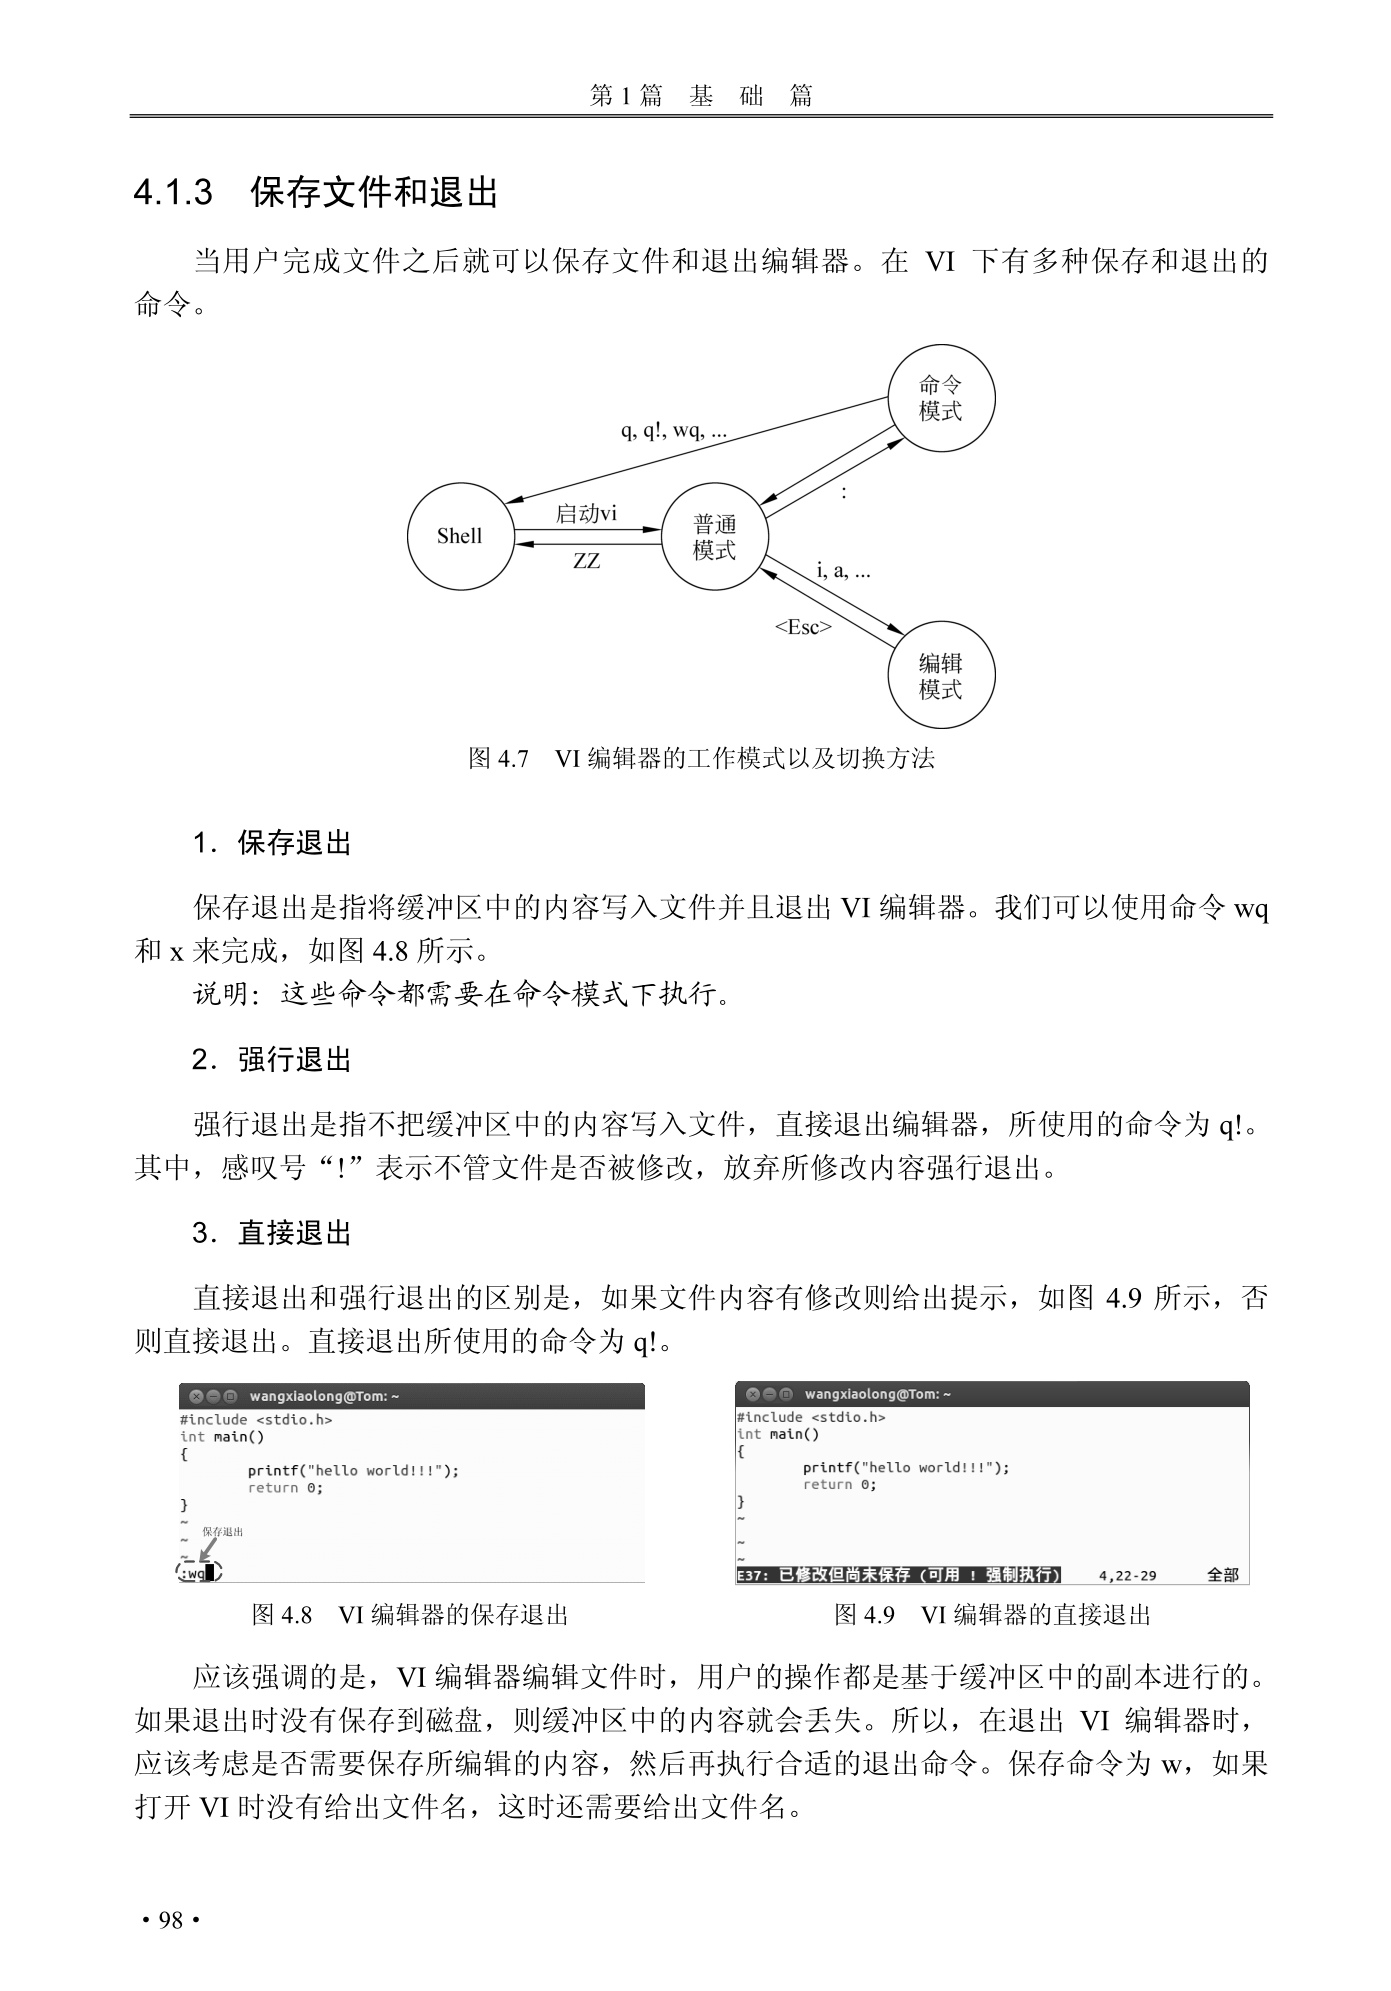 第 1 篇 基 础 篇
4.1.3 保存文件和退出
当用户完成文件之后就可以保存文件和退出编辑器。在 VI 下有多种保存和退出的
命令。
命令
模式
q, q!, wq, ...
:
启动vi
Shell
普通
模式
ZZ
i, a, ...
<Esc>
编辑
模式
图 4.7 VI 编辑器的工作模式以及切换方法
1．保存退出
保存退出是指将缓冲区中的内容写入文件并且退出 VI 编辑器。我们可以使用命令 wq
和 x 来完成，如图 4.8 所示。
说明：这些命令都需要在命令模式下执行。
2．强行退出
强行退出是指不把缓冲区中的内容写入文件，直接退出编辑器，所使用的命令为 q!。
其中，感叹号“!”表示不管文件是否被修改，放弃所修改内容强行退出。
3．直接退出
直接退出和强行退出的区别是，如果文件内容有修改则给出提示，如图 4.9 所示，否
则直接退出。直接退出所使用的命令为 q!。
wangxiaolong@Tom: ~
#include <stdio.h>
int main()
{
printf("hello world!!!");
return 0;
}
~
~
~
保存退出
:wq
图 4.8 VI 编辑器的保存退出
wangxiaolong@Tom: ~
#include <stdio.h>
int main()
{
printf("hello world!!!");
return 0;
}
~
~
~
E37: 已修改但尚未保存 (可用 ! 强制执行) 4,22-29 全部
图 4.9 VI 编辑器的直接退出
应该强调的是，VI 编辑器编辑文件时，用户的操作都是基于缓冲区中的副本进行的。
如果退出时没有保存到磁盘，则缓冲区中的内容就会丢失。所以，在退出 VI 编辑器时，
应该考虑是否需要保存所编辑的内容，然后再执行合适的退出命令。保存命令为 w，如果
打开 VI 时没有给出文件名，这时还需要给出文件名。
· 98 ·